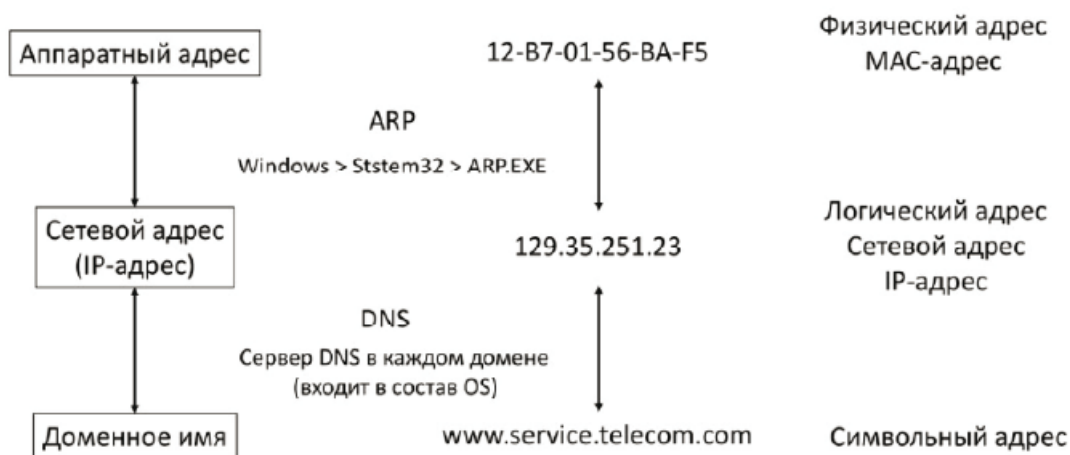 Аппаратный адрес
12-B7-01-56-BA-F5
Физический адрес
MAC-адрес
ARP
Windows > Ststem32 > ARP.EXE
Сетевой адрес
(IP-адрес)
129.35.251.23
Логический адрес
Сетевой адрес
IP-адрес
DNS
Сервер DNS в каждом домене
(входит в состав OS)
Доменное имя
www.service.telecom.com
Символьный адрес